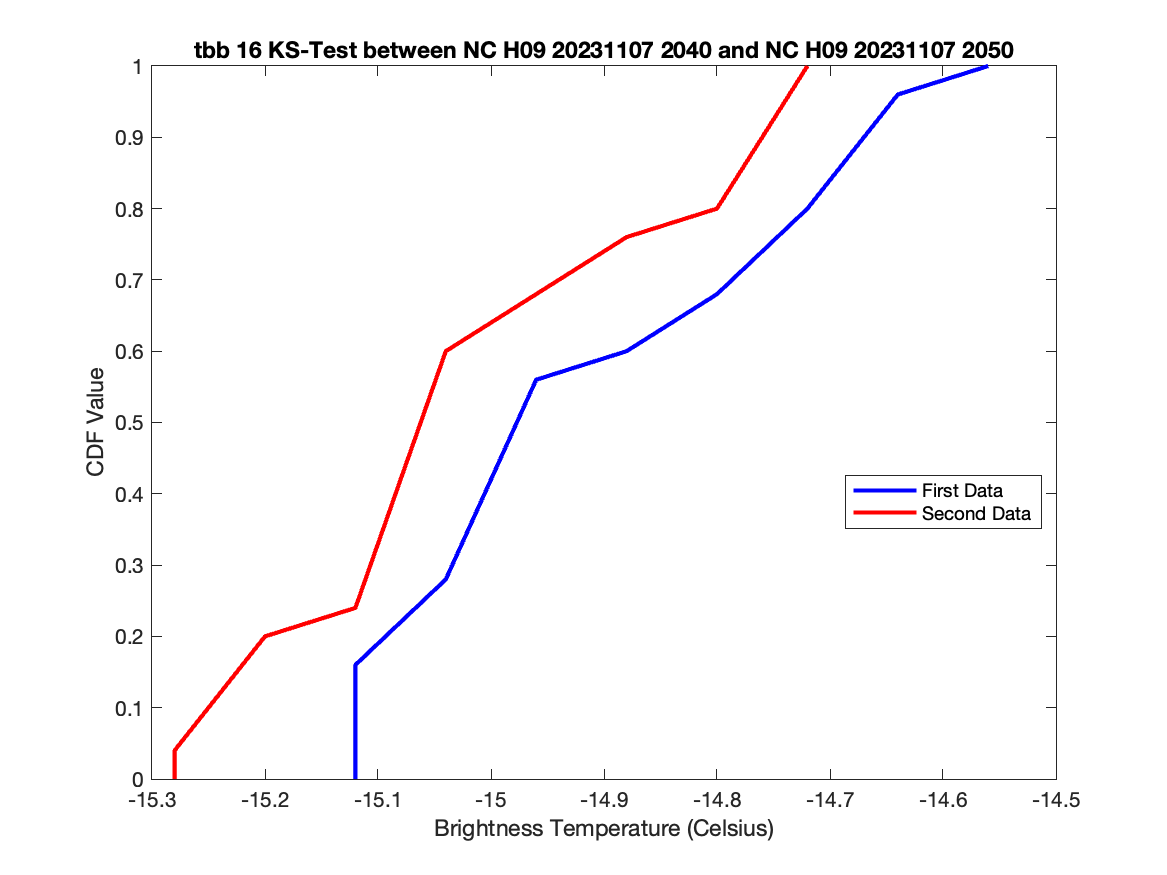 tbb 16 KS-Test between NC H09 20231107 2040 and NC H09 20231107 2050
1
0.9
0.8
0.7
0.6
0.5
0.4
0.3
0.2
0.1
0
CDF Value
First Data
Second Data
-15.3 -15.2 -15.1 -15 -14.9 -14.8 -14.7 -14.6 -14.5
Brightness Temperature (Celsius)